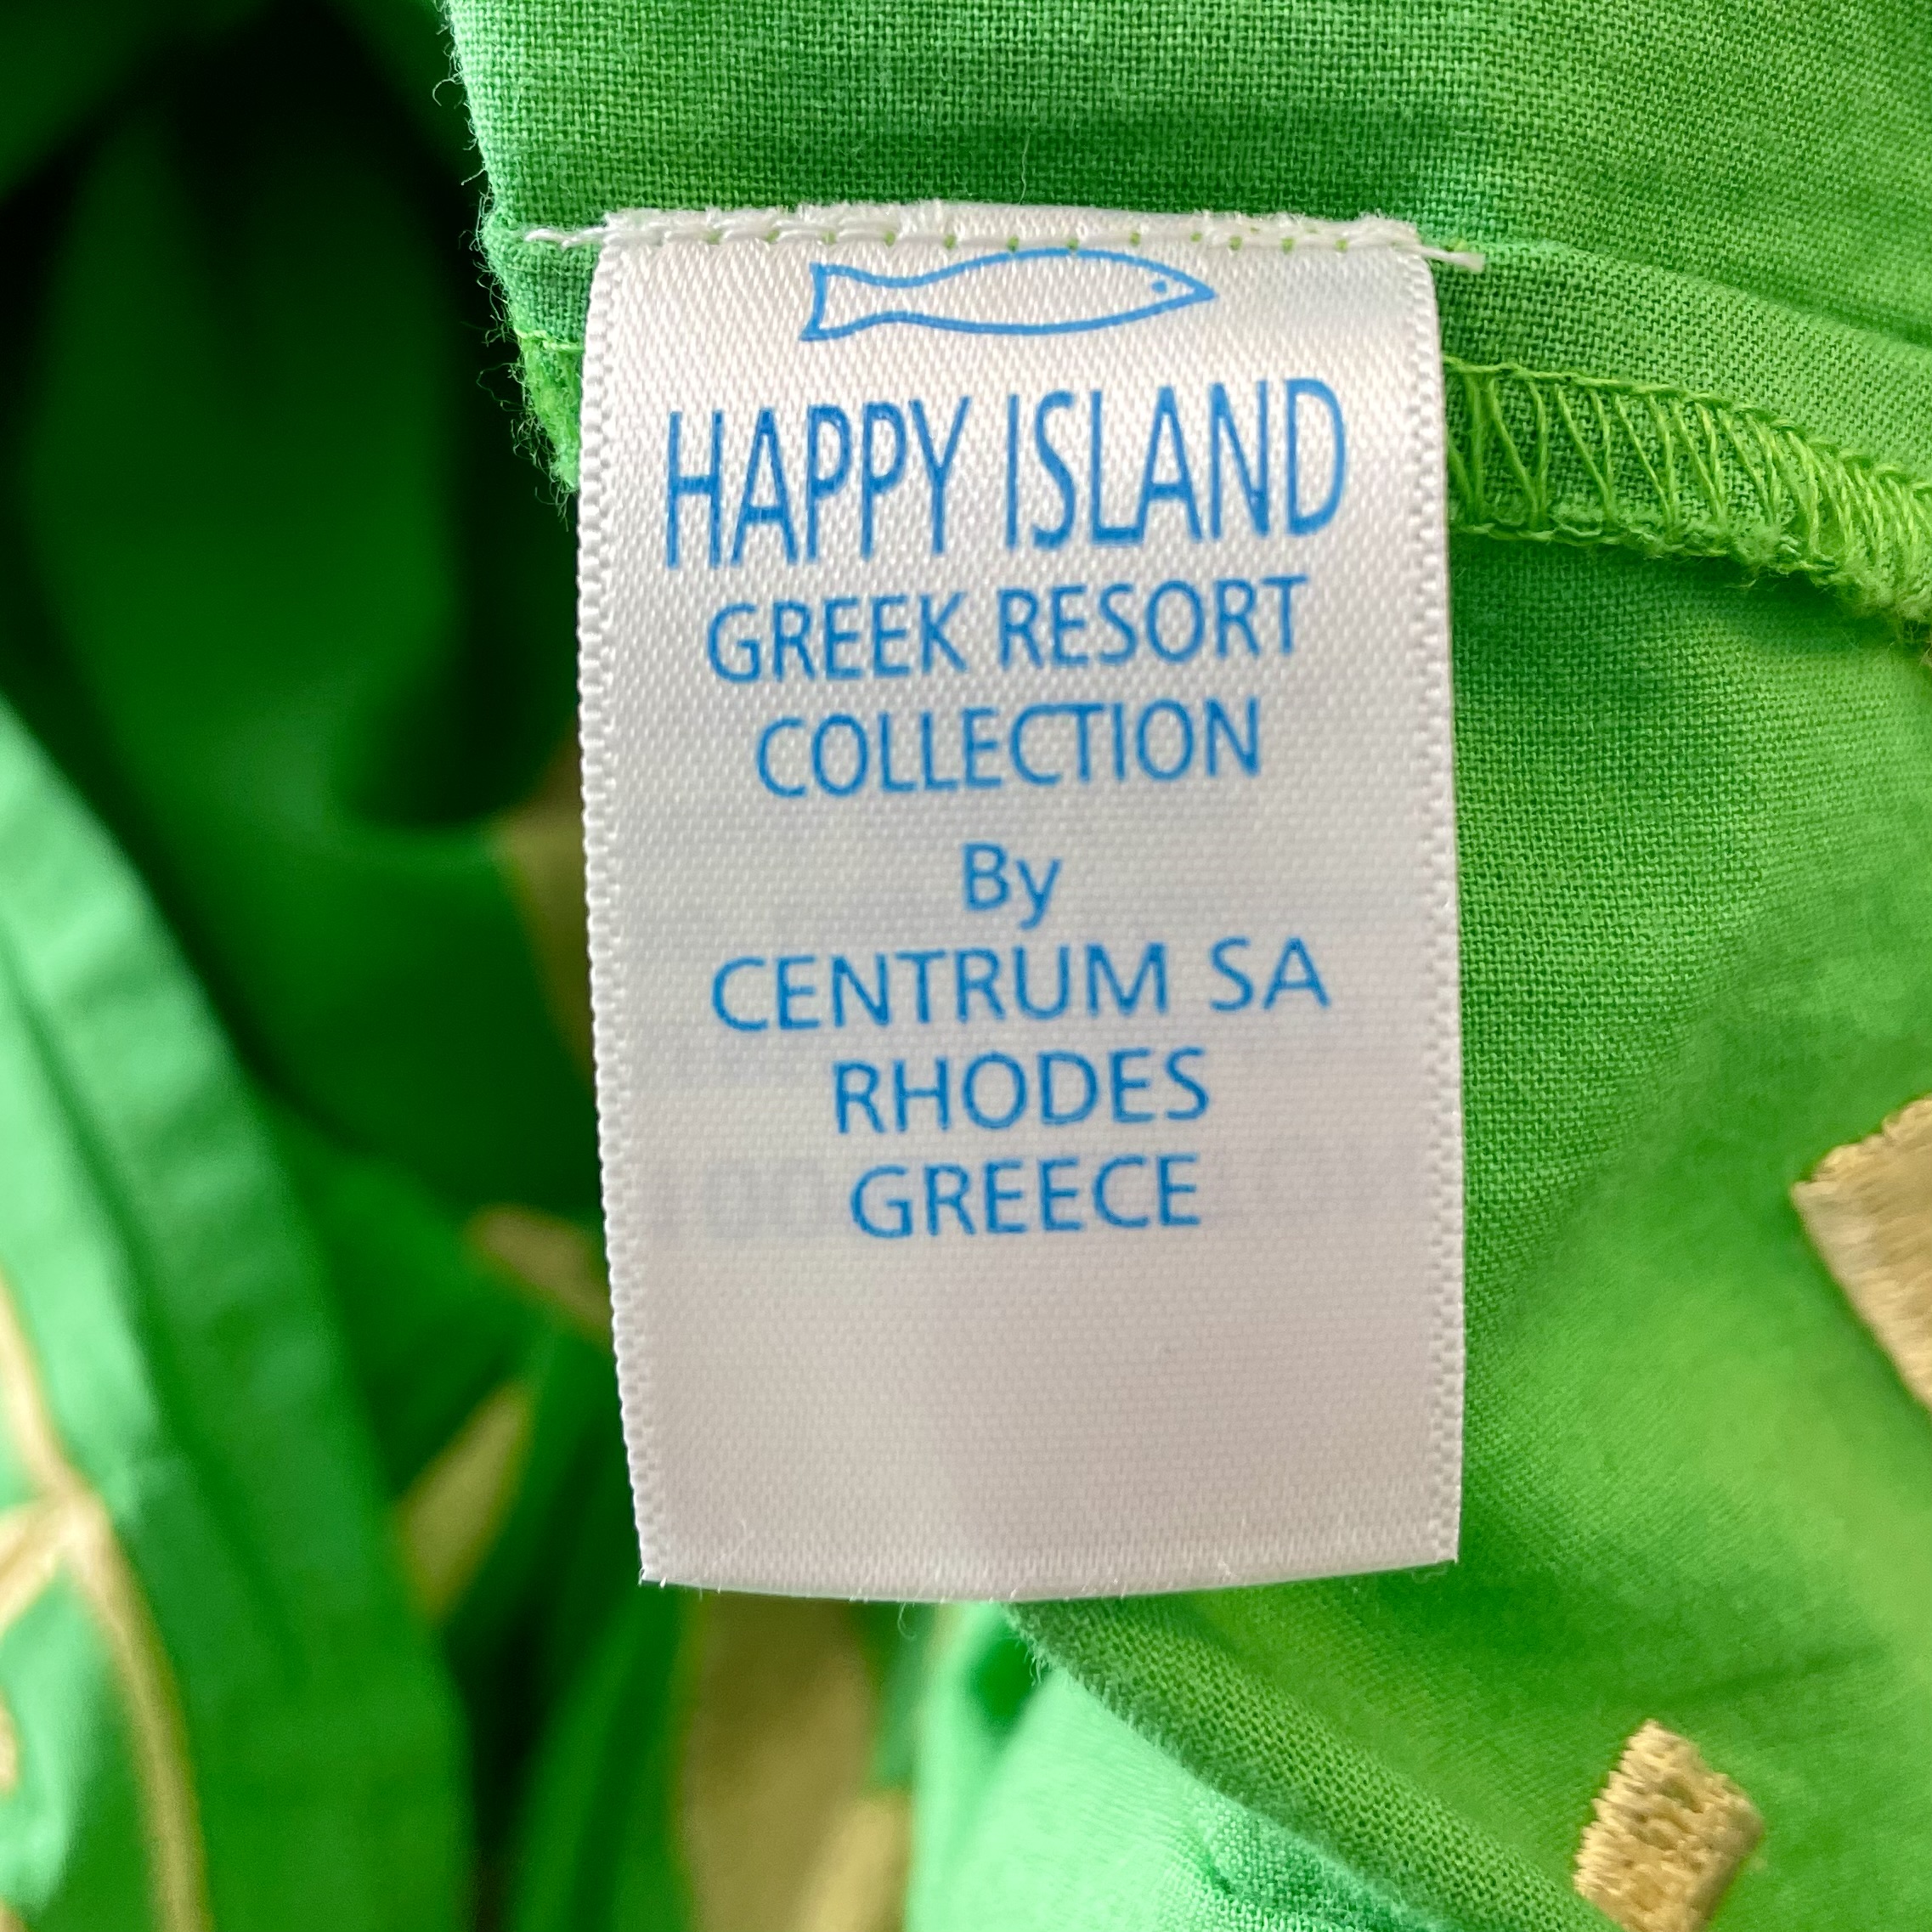 HAPPY ISLAND
GREEK RESORT
COLLECTION
By
CENTRUM SA
RHODES
GREECE